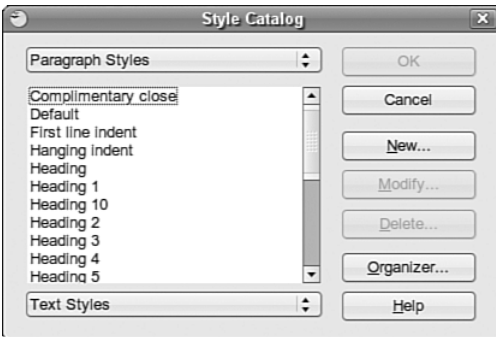 Style Catalog
Paragraph Styles
OK
Complimentary close
Cancel
Default
First line indent
New...
Hanging indent
Heading
Heading 1
Modify...
Heading 10
Heading 2
Delete...
Heading 3
Heading 4
Organizer...
Heading 5
Text Styles
Help